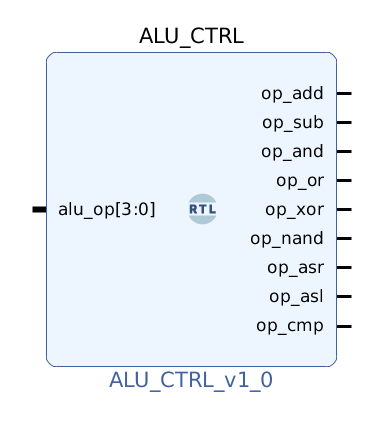 ALU_CTRL
op_add
op_sub
op_and
op_or
alu_op[3:0]
RTL
op_xor
op_nand
op_asr
op_asl
op_cmp
ALU_CTRL_v1_0